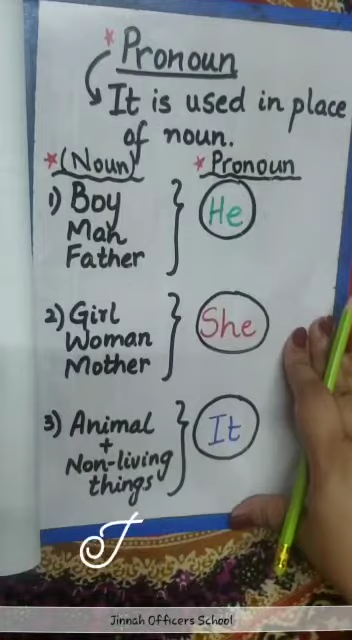 * Pronoun
It is used in place
of noun.
* (Noun) * Pronoun
1) Boy
Man
Father
He
2) Girl
Woman
Mother
She
3) Animal
+
Non-living
things
It
J
Jinnah Officers School